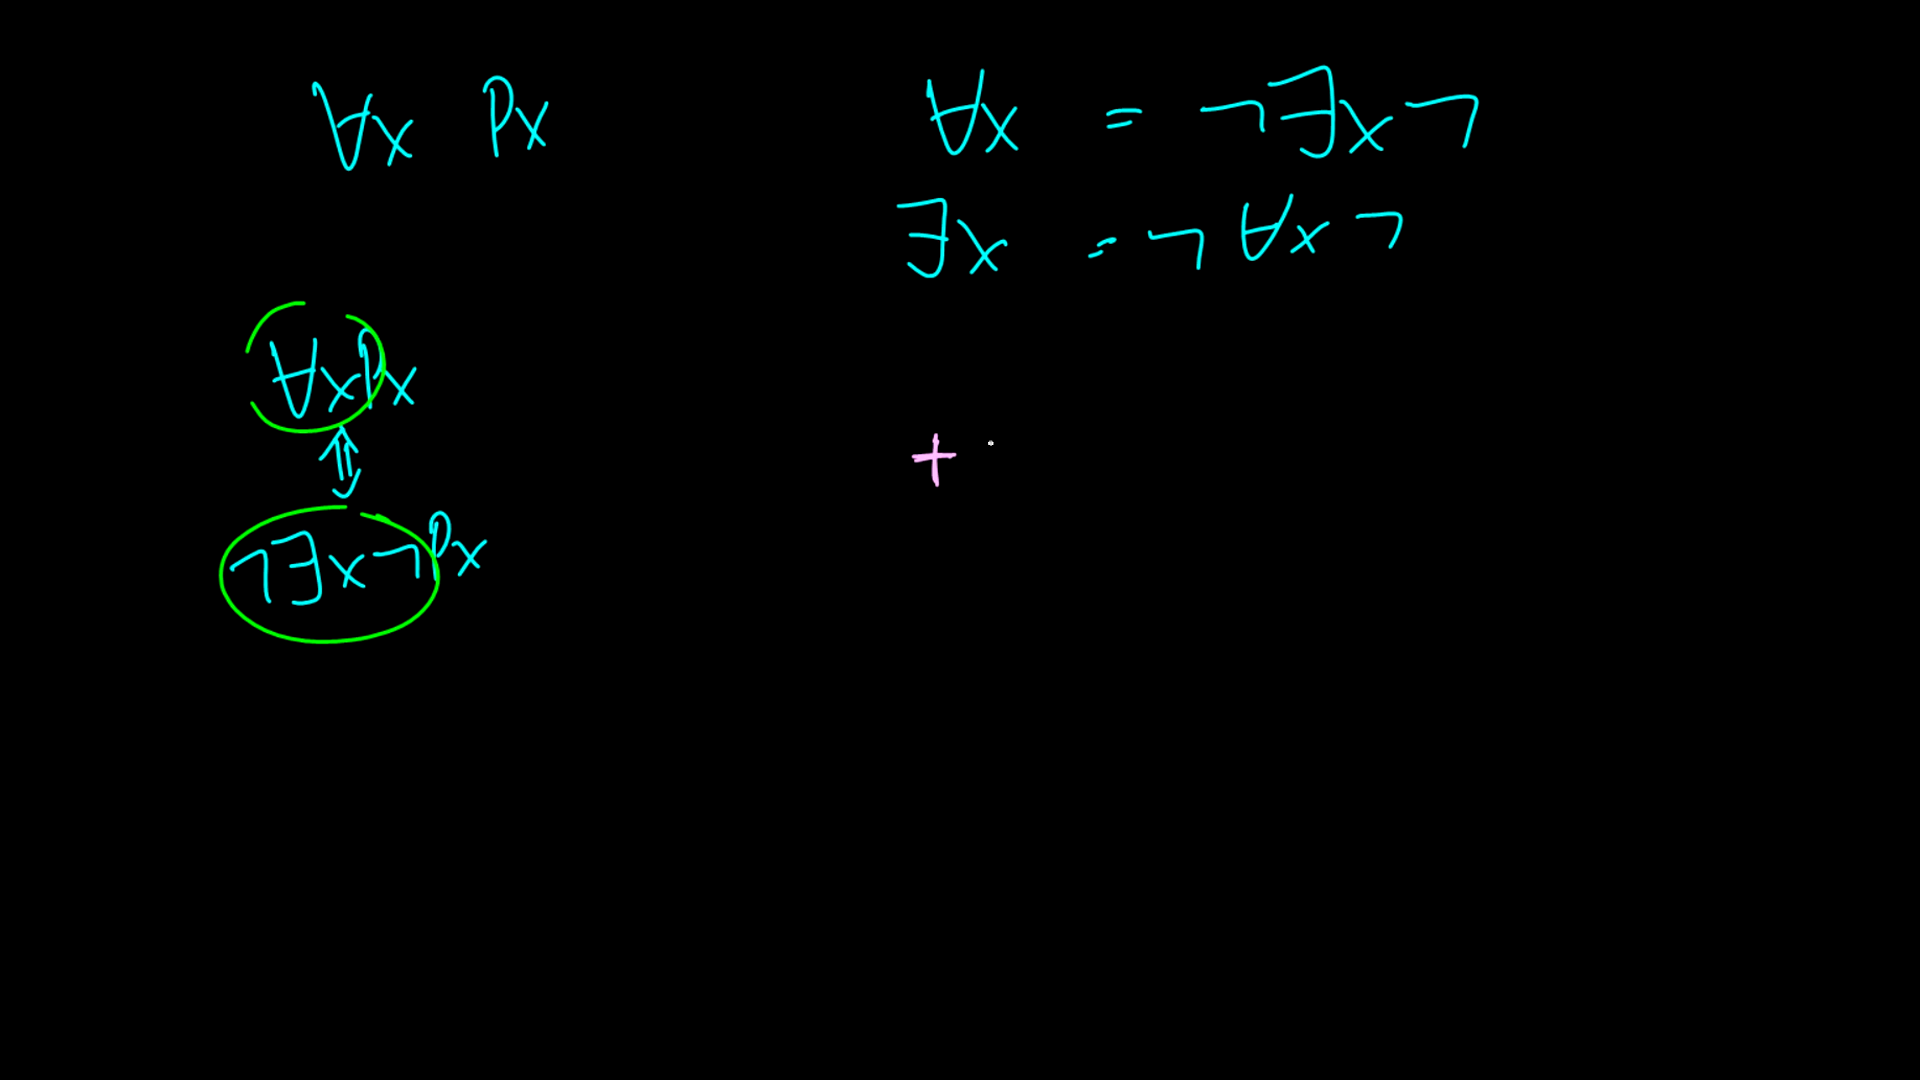 ∀x Px
∀x = ¬∃x¬
∃x = ¬∀x¬
∀xPx
⇕
¬∃x¬Px
+